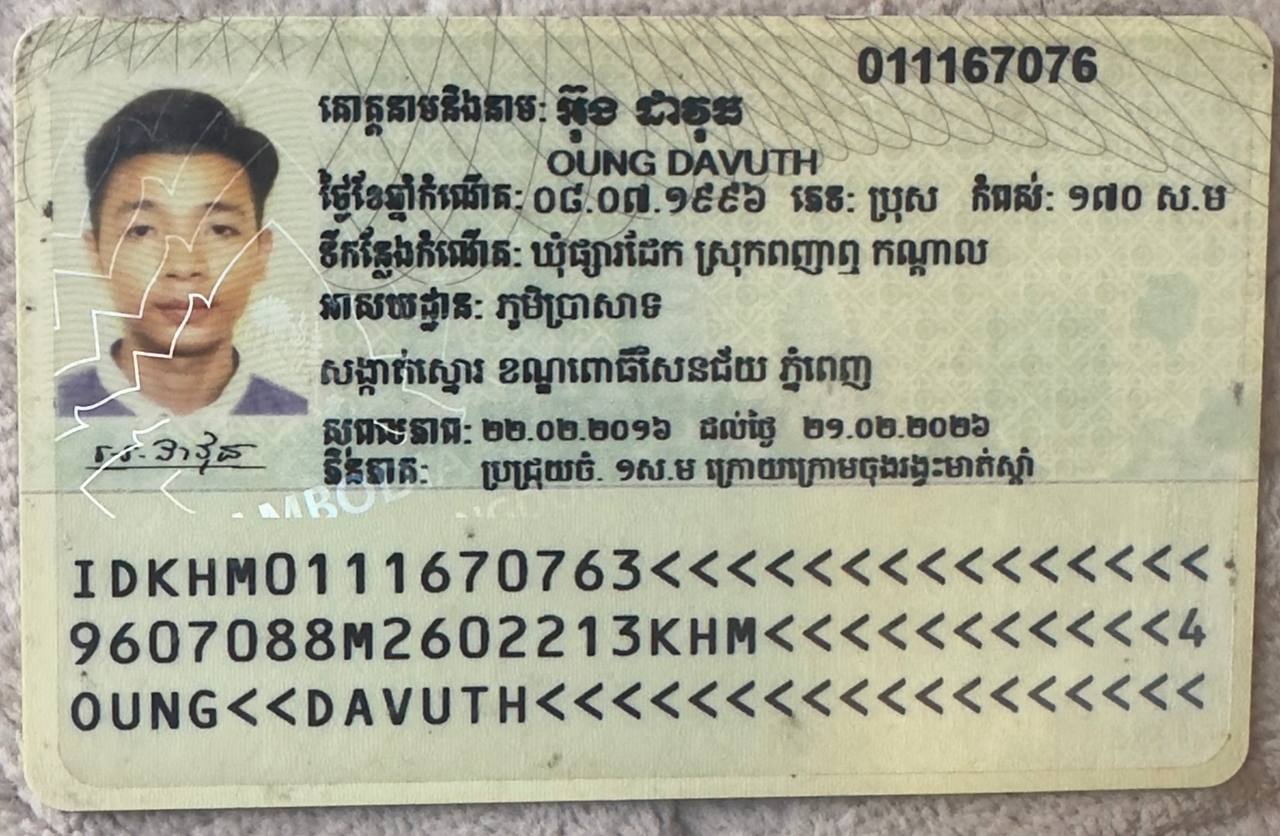 011167076
គោត្តនាមនិងនាម: អ៊ុង ដាវុធ
OUNG DAVUTH
ថ្ងៃខែឆ្នាំកំណើត: ០៨.០៧.១៩៩៦ ភេទ: ប្រុស កំពស់: ១៧០ ស.ម
ទីកន្លែងកំណើត: ឃុំផ្សារដែក ស្រុកពញាឮ កណ្តាល
អាសយដ្ឋាន: ភូមិប្រាសាទ
សង្កាត់ស្នោរ ខណ្ឌពោធិ៍សែនជ័យ ភ្នំពេញ
សុពលភាព: ២២.០២.២០១៦ ដល់ថ្ងៃ ២១.០២.២០២៦
ភិនភាគ: ប្រជ្រុយចំ. ១ស.ម ក្រោយក្រោមចុងរង្វះមាត់ស្តាំ
IDKHM0111670763<<<<<<<<<<<<<<<
9607088M2602213KHM<<<<<<<<<<<4
OUNG<<DAVUTH<<<<<<<<<<<<<<<<<<